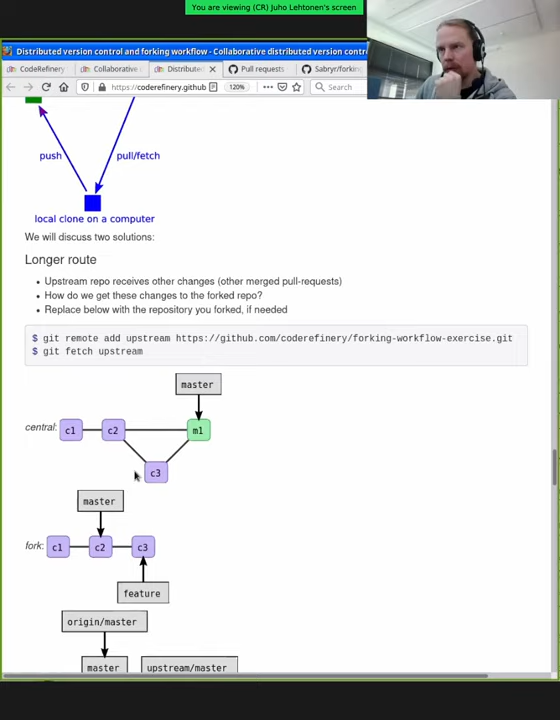 You are viewing (CR) Juho Lehtonen's screen
Distributed version control and forking workflow - Collaborative distributed version contr
CodeRefinery
Collaborative
Distributed
Pull requests
Sabryr/forkin
https://coderefinery.github
120%
Search
push
pull/fetch
local clone on a computer
We will discuss two solutions:
Longer route
• Upstream repo receives other changes (other merged pull-requests)
• How do we get these changes to the forked repo?
• Replace below with the repository you forked, if needed
$ git remote add upstream https://github.com/coderefinery/forking-workflow-exercise.git
$ git fetch upstream
master
central: c1 c2 m1
c3
master
fork: c1 c2 c3
feature
origin/master
master upstream/master